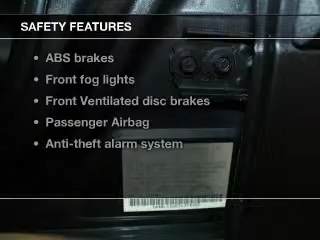 SAFETY FEATURES
• ABS brakes
• Front fog lights
• Front Ventilated disc brakes
• Passenger Airbag
• Anti-theft alarm system